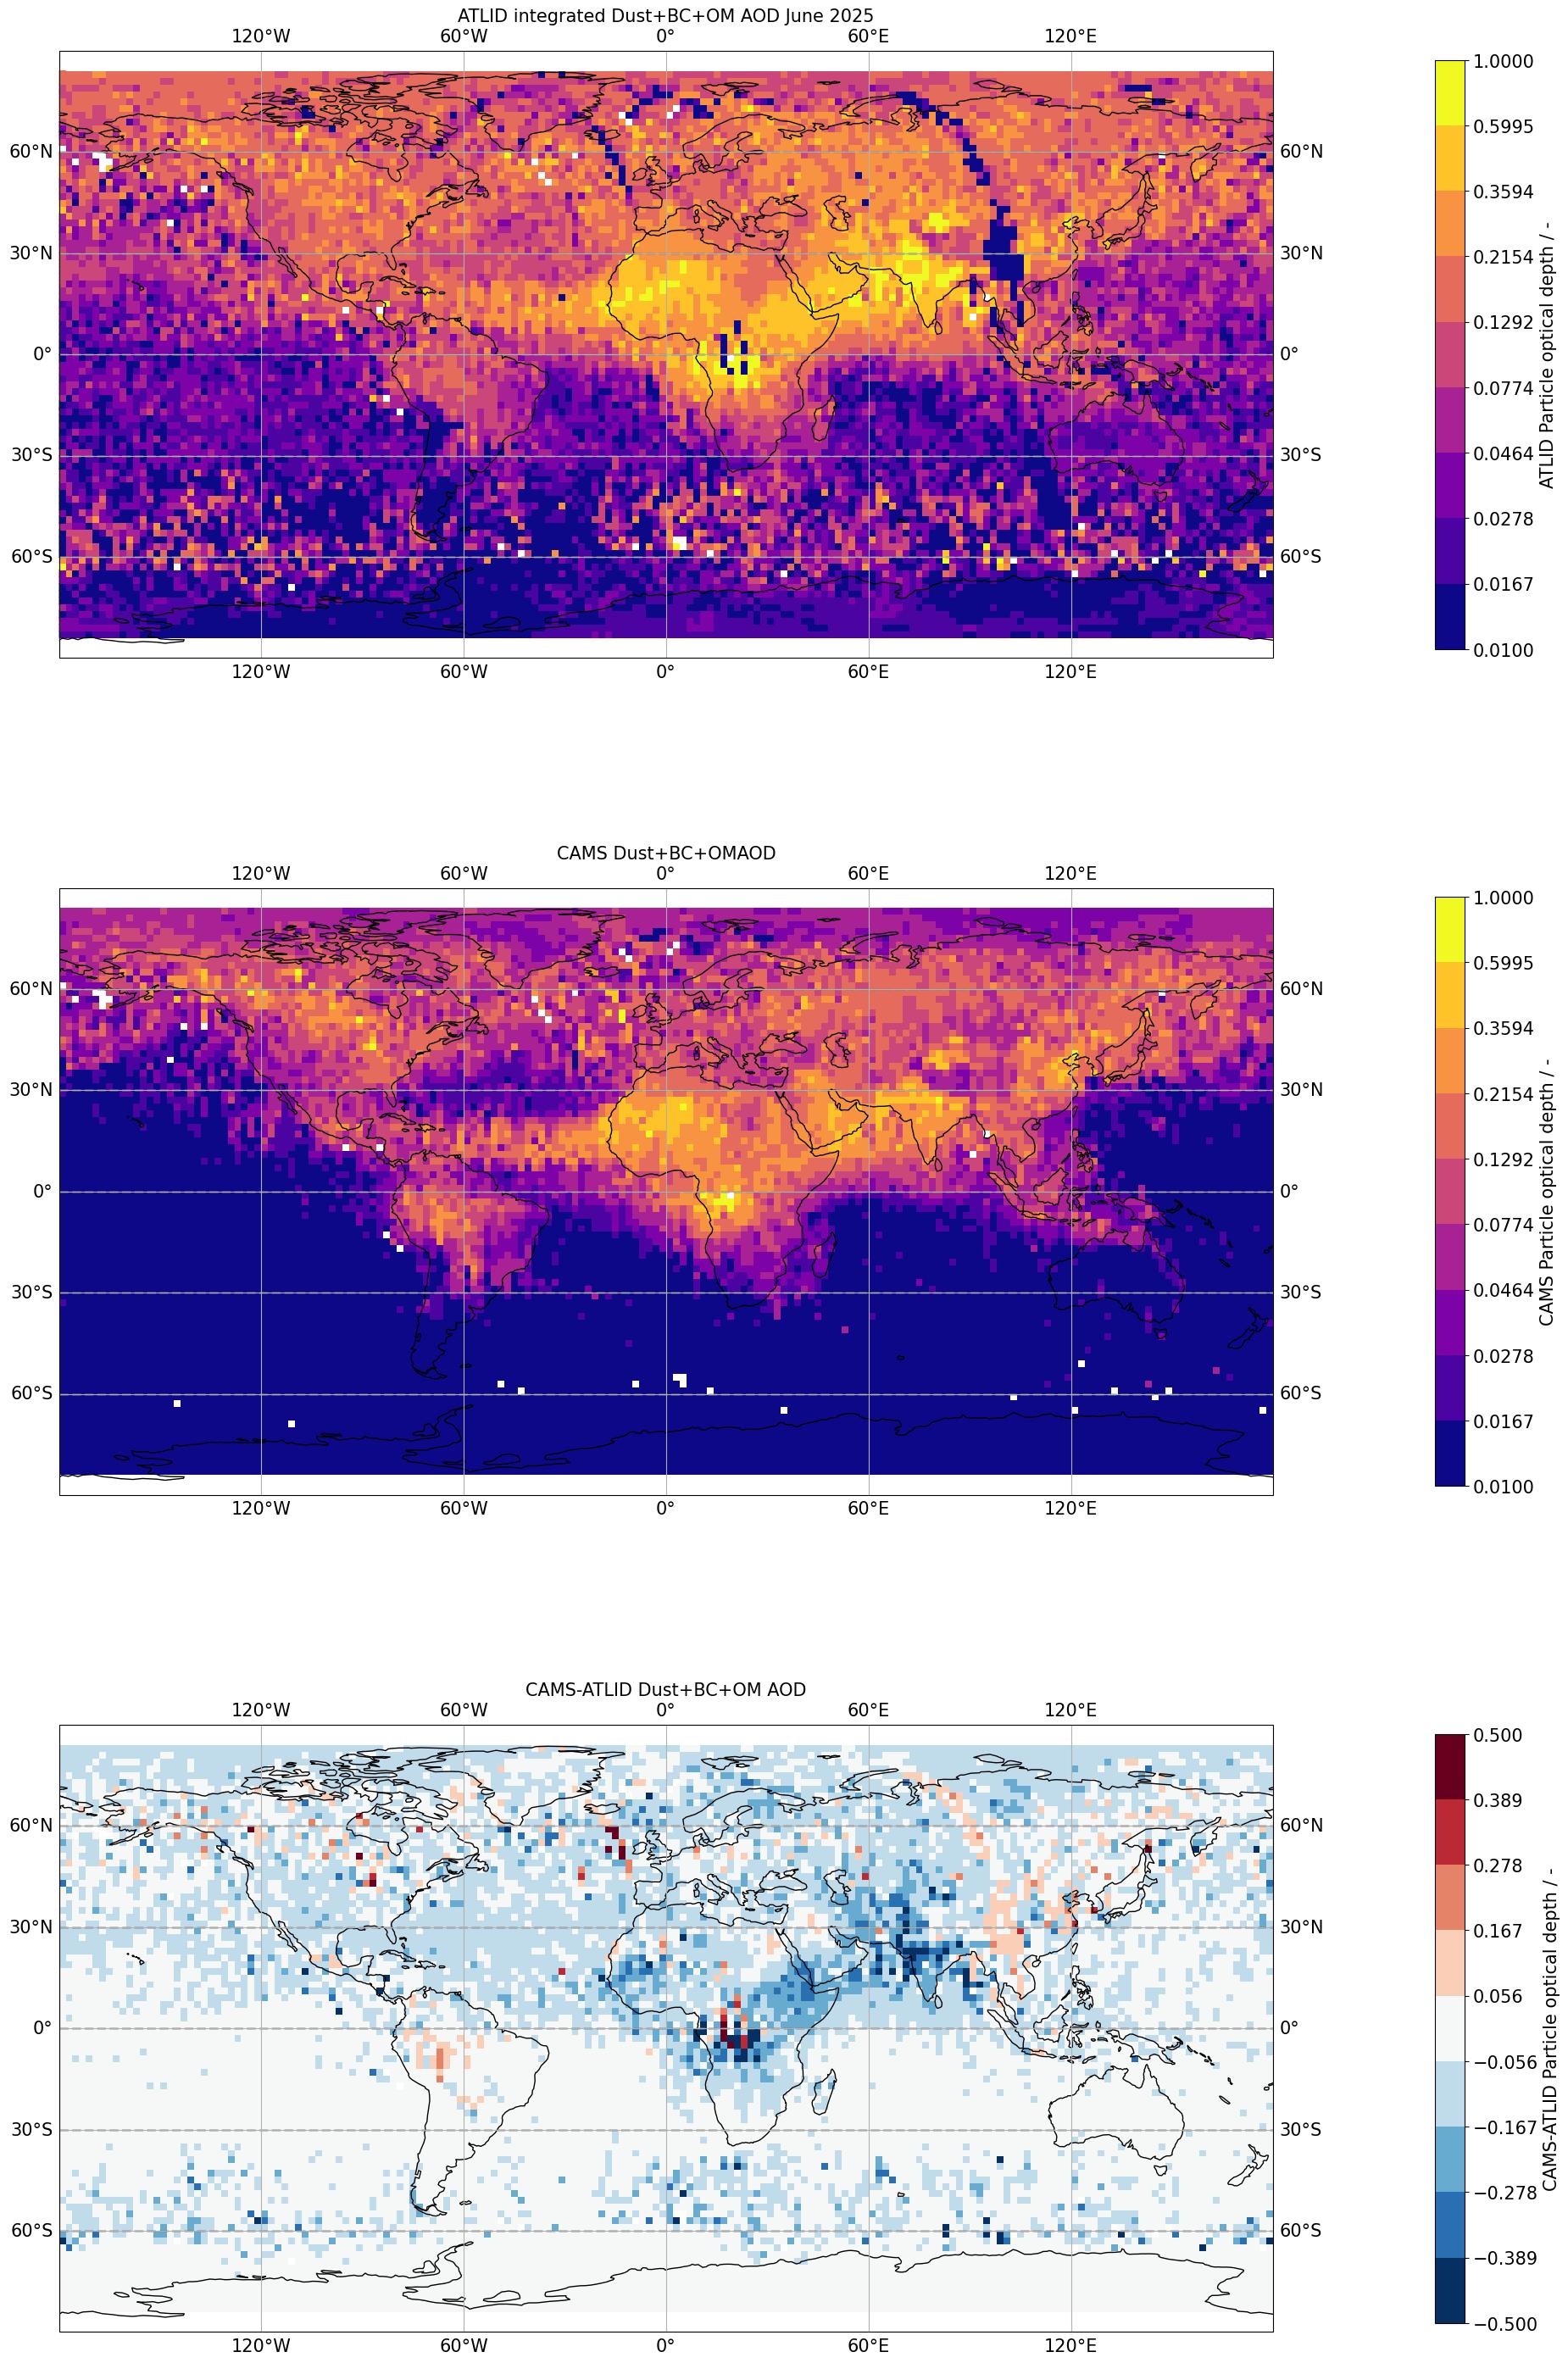 ATLID integrated Dust+BC+OM AOD June 2025
120°W 60°W 0° 60°E 120°E
60°N 60°N
30°N 30°N
0° 0°
30°S 30°S
60°S 60°S
120°W 60°W 0° 60°E 120°E
1.0000
0.5995
0.3594
0.2154
0.1292
0.0774
0.0464
0.0278
0.0167
0.0100
ATLID Particle optical depth / -
CAMS Dust+BC+OMAOD
120°W 60°W 0° 60°E 120°E
60°N 60°N
30°N 30°N
0° 0°
30°S 30°S
60°S 60°S
120°W 60°W 0° 60°E 120°E
1.0000
0.5995
0.3594
0.2154
0.1292
0.0774
0.0464
0.0278
0.0167
0.0100
CAMS Particle optical depth / -
CAMS-ATLID Dust+BC+OM AOD
120°W 60°W 0° 60°E 120°E
60°N 60°N
30°N 30°N
0° 0°
30°S 30°S
60°S 60°S
120°W 60°W 0° 60°E 120°E
0.500
0.389
0.278
0.167
0.056
−0.056
−0.167
−0.278
−0.389
−0.500
CAMS-ATLID Particle optical depth / -